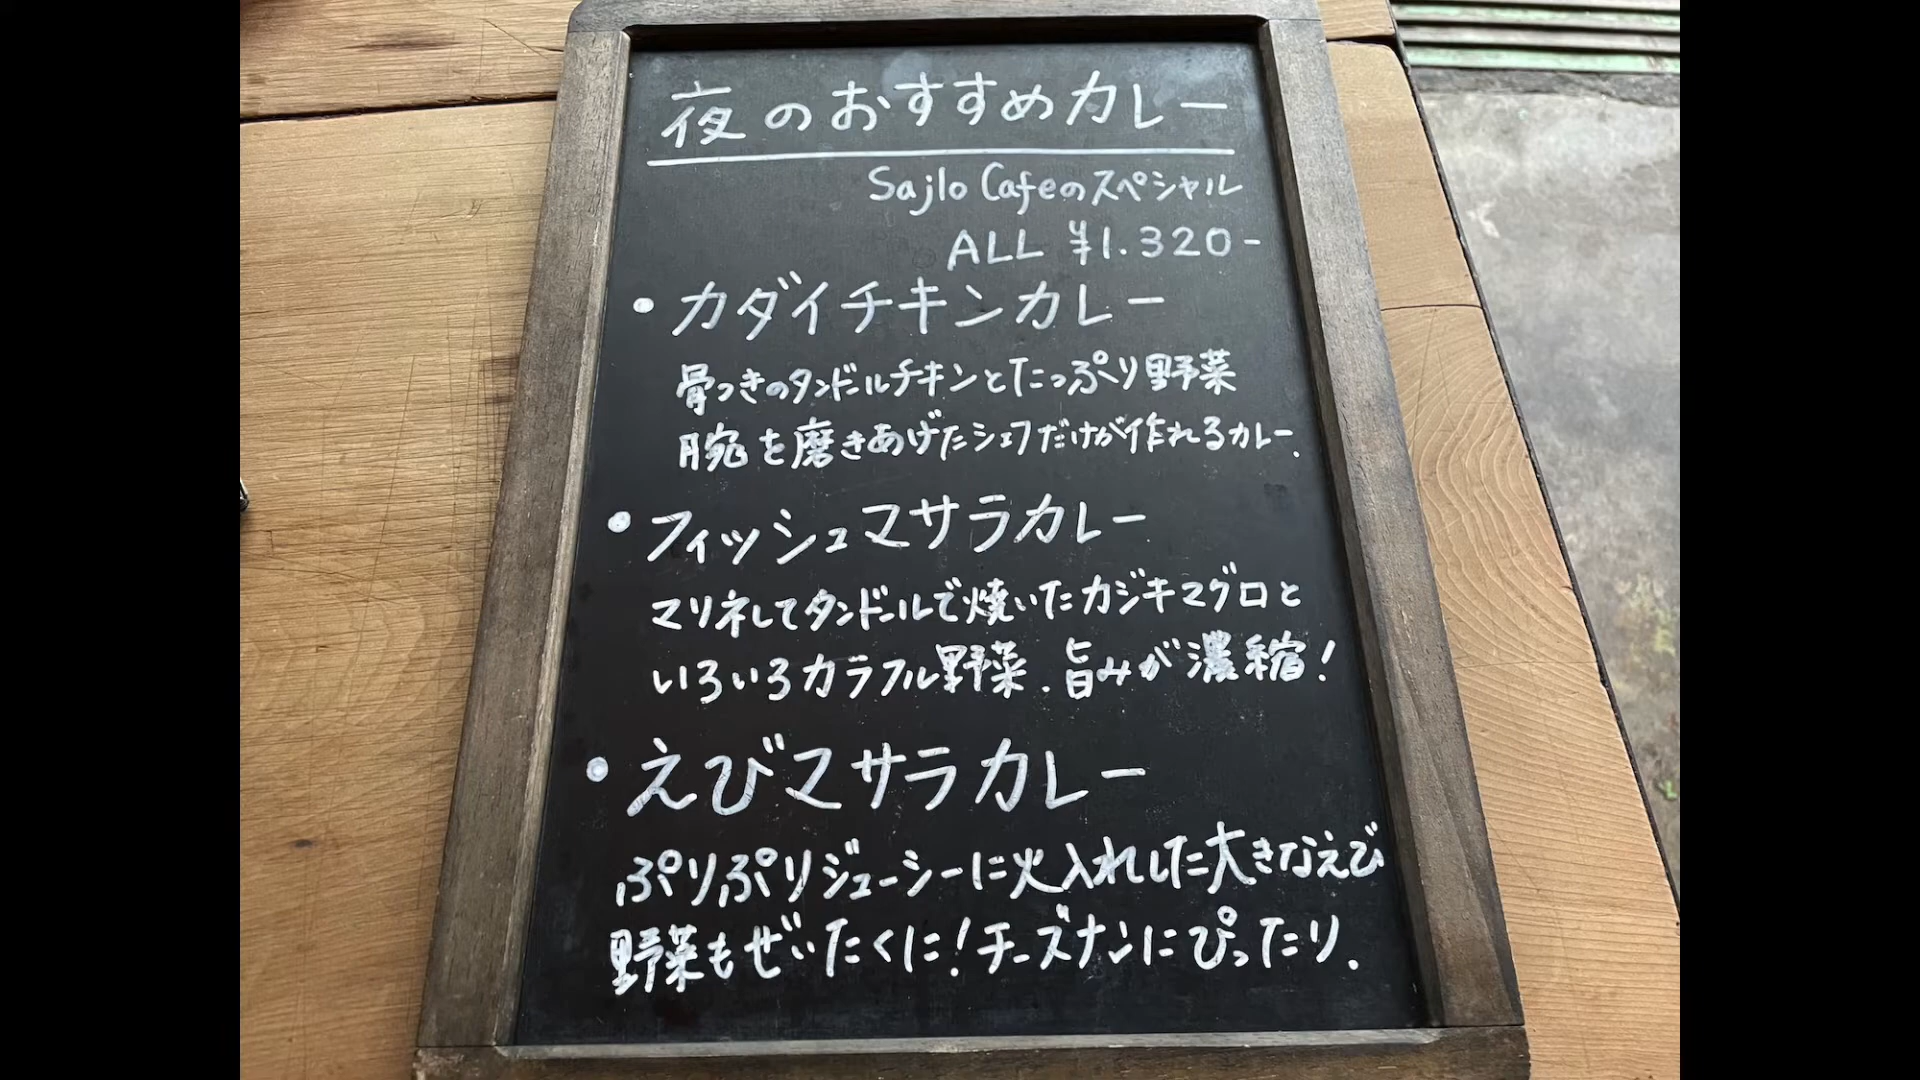 夜のおすすめカレー
Sajlo Cafeのスペシャル
ALL ¥1.320-
・カダイチキンカレー
骨つきのタンドルチキンとたっぷり野菜
腕を磨きあげたシェフだけが作れるカレー.
・フィッシュマサラカレー
マリネしてタンドールで焼いたカジキマグロと
いろいろカラフル野菜.旨みが濃縮!
・えびマサラカレー
ぷりぷりジューシーに火入れした大きなえび
野菜もぜいたくに!チーズナンにぴったり.